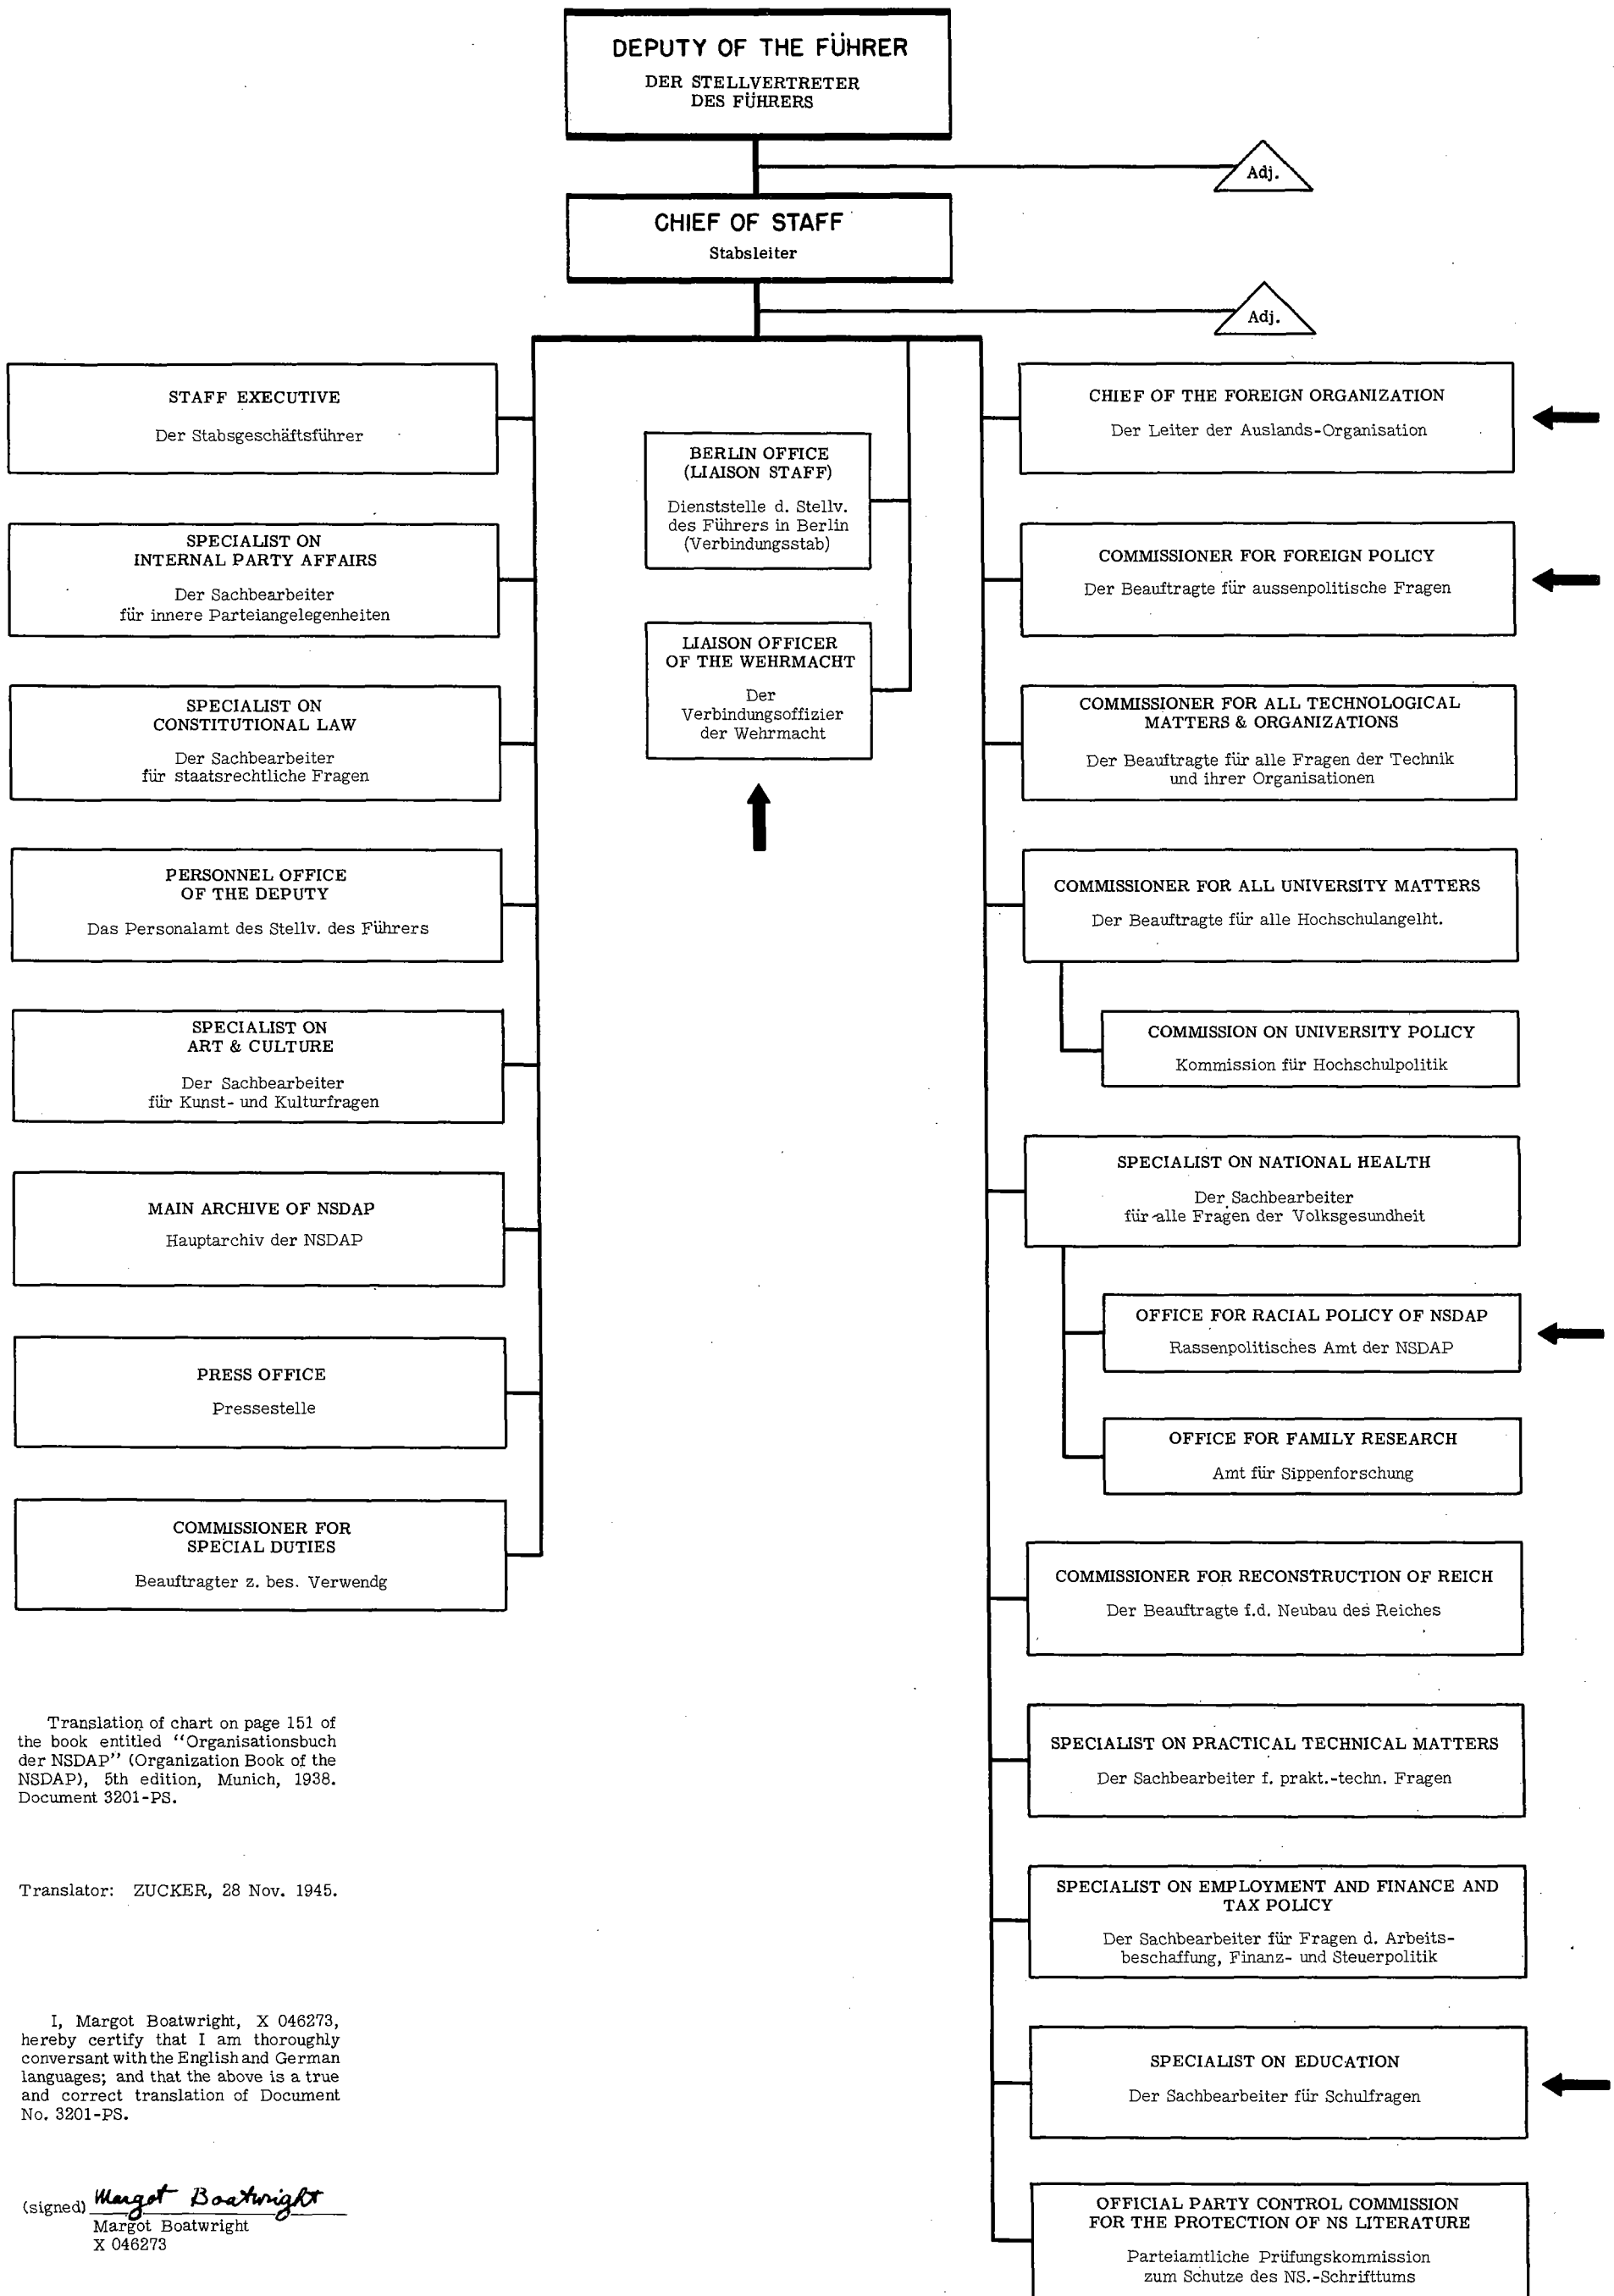 DEPUTY OF THE FÜHRER
DER STELLVERTRETER
DES FÜHRERS
Adj.
CHIEF OF STAFF
Stabsleiter
Adj.
STAFF EXECUTIVE
Der Stabsgeschäftsführer
SPECIALIST ON
INTERNAL PARTY AFFAIRS
Der Sachbearbeiter
für innere Parteiangelegenheiten
SPECIALIST ON
CONSTITUTIONAL LAW
Der Sachbearbeiter
für staatsrechtliche Fragen
PERSONNEL OFFICE
OF THE DEPUTY
Das Personalamt des Stellv. des Führers
SPECIALIST ON
ART & CULTURE
Der Sachbearbeiter
für Kunst- und Kulturfragen
MAIN ARCHIVE OF NSDAP
Hauptarchiv der NSDAP
PRESS OFFICE
Pressestelle
COMMISSIONER FOR
SPECIAL DUTIES
Beauftragter z. bes. Verwendg
BERLIN OFFICE
(LIAISON STAFF)
Dienststelle d. Stellv.
des Führers in Berlin
(Verbindungsstab)
LIAISON OFFICER
OF THE WEHRMACHT
Der
Verbindungsoffizier
der Wehrmacht
CHIEF OF THE FOREIGN ORGANIZATION
Der Leiter der Auslands-Organisation
COMMISSIONER FOR FOREIGN POLICY
Der Beauftragte für aussenpolitische Fragen
COMMISSIONER FOR ALL TECHNOLOGICAL
MATTERS & ORGANIZATIONS
Der Beauftragte für alle Fragen der Technik
und ihrer Organisationen
COMMISSIONER FOR ALL UNIVERSITY MATTERS
Der Beauftragte für alle Hochschulangelht.
COMMISSION ON UNIVERSITY POLICY
Kommission für Hochschulpolitik
SPECIALIST ON NATIONAL HEALTH
Der Sachbearbeiter
für alle Fragen der Volksgesundheit
OFFICE FOR RACIAL POLICY OF NSDAP
Rassenpolitisches Amt der NSDAP
OFFICE FOR FAMILY RESEARCH
Amt für Sippenforschung
COMMISSIONER FOR RECONSTRUCTION OF REICH
Der Beauftragte f.d. Neubau des Reiches
SPECIALIST ON PRACTICAL TECHNICAL MATTERS
Der Sachbearbeiter f. prakt.-techn. Fragen
SPECIALIST ON EMPLOYMENT AND FINANCE AND
TAX POLICY
Der Sachbearbeiter für Fragen d. Arbeits-
beschaffung, Finanz- und Steuerpolitik
SPECIALIST ON EDUCATION
Der Sachbearbeiter für Schulfragen
OFFICIAL PARTY CONTROL COMMISSION
FOR THE PROTECTION OF NS LITERATURE
Parteiamtliche Prüfungskommission
zum Schutze des NS.-Schrifttums
Translation of chart on page 151 of
the book entitled “Organisationsbuch
der NSDAP” (Organization Book of the
NSDAP), 5th edition, Munich, 1938.
Document 3201-PS.
Translator: ZUCKER, 28 Nov. 1945.
I, Margot Boatwright, X 046273,
hereby certify that I am thoroughly
conversant with the English and German
languages; and that the above is a true
and correct translation of Document
No. 3201-PS.
(signed) Margot Boatwright
Margot Boatwright
X 046273